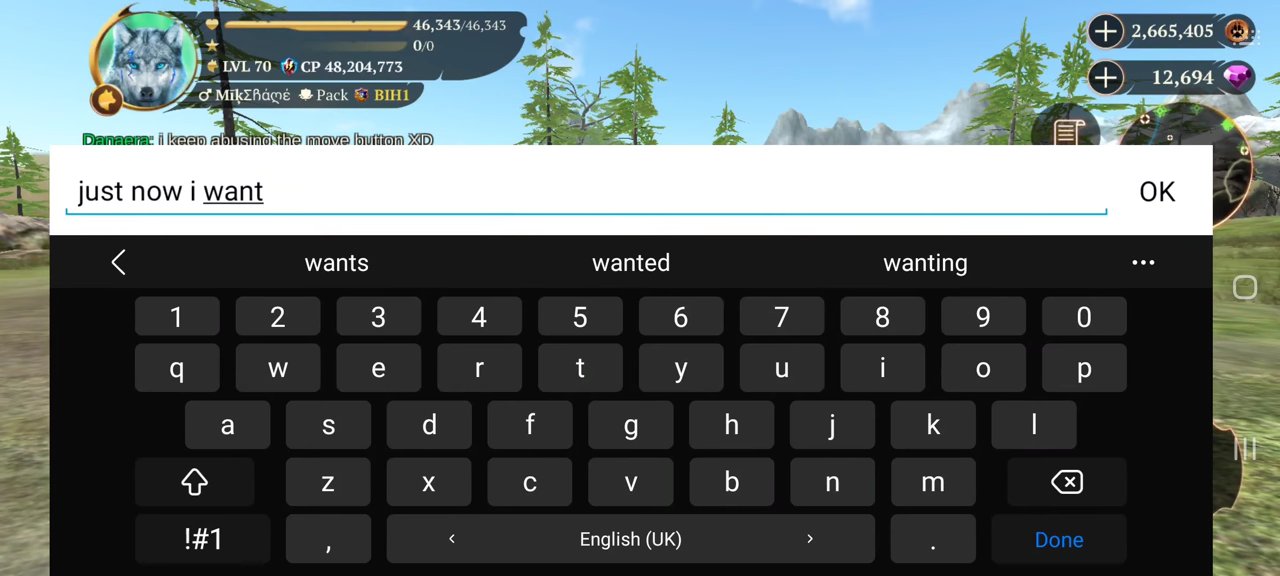 46,343/46,343
0/0
LVL 70 CP 48,204,773
♂ MīķΣɦáqɐ́ Pack BIH1
2,665,405
12,694
Danaera: i keep abusing the move button XD
just now i want
OK
wants wanted wanting
1 2 3 4 5 6 7 8 9 0
q w e r t y u i o p
a s d f g h j k l
z x c v b n m
!#1 , English (UK) . Done